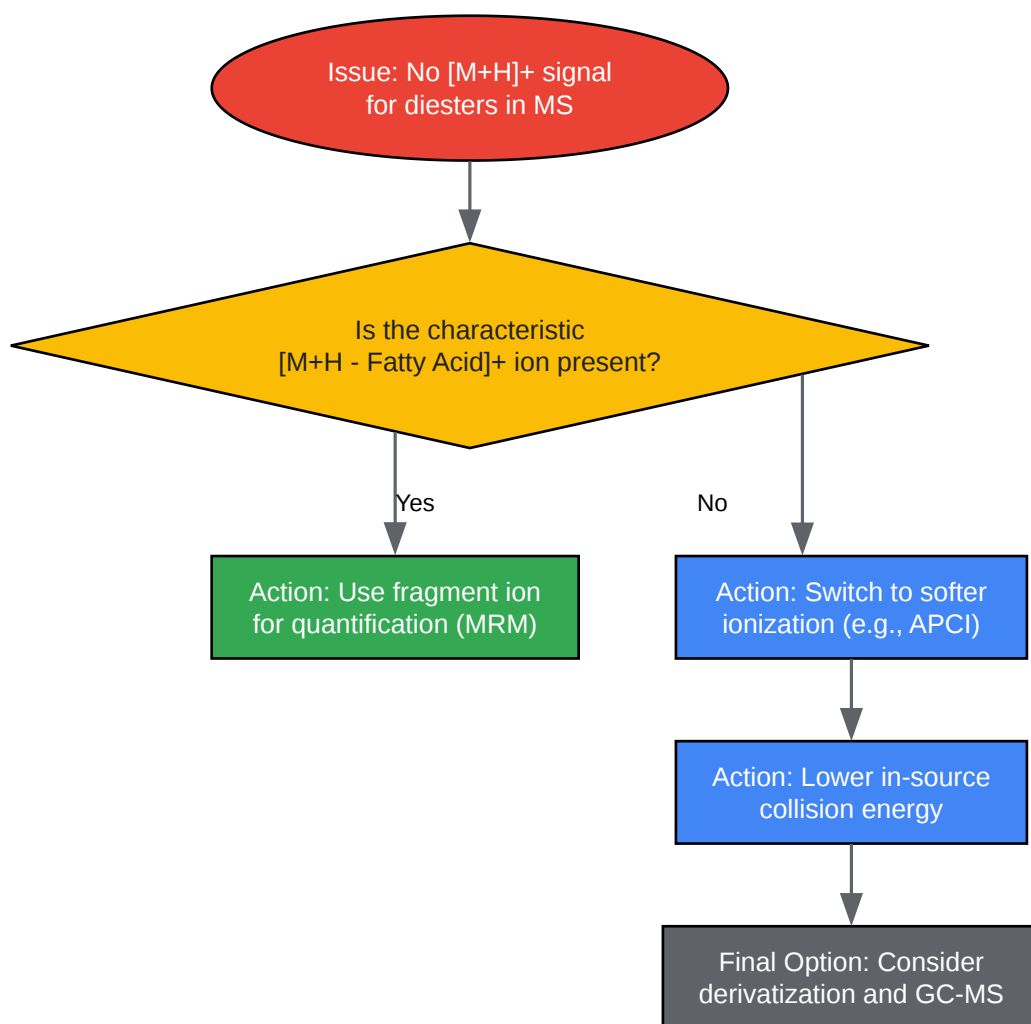 Issue: No [M+H]+ signal
for diesters in MS
Is the characteristic
[M+H - Fatty Acid]+ ion present?
Yes
No
Action: Use fragment ion
for quantification (MRM)
Action: Switch to softer
ionization (e.g., APCI)
Action: Lower in-source
collision energy
Final Option: Consider
derivatization and GC-MS